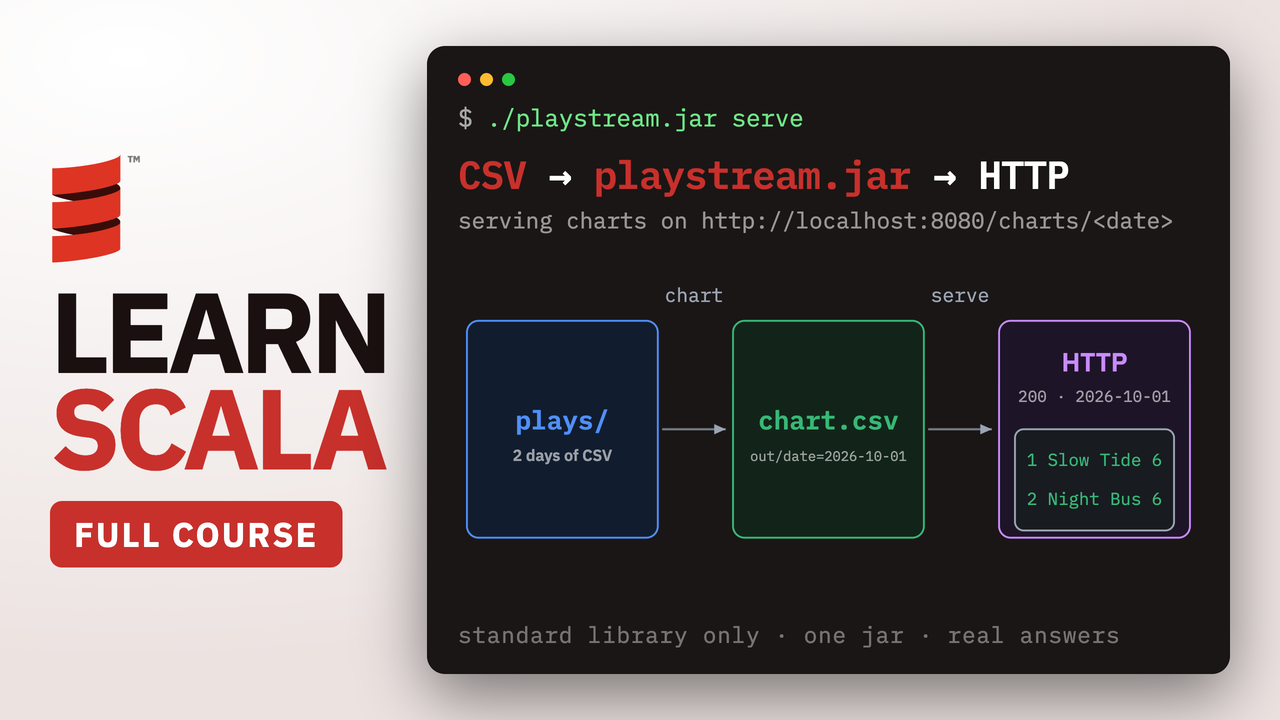 TM
LEARN
SCALA
FULL COURSE
$ ./playstream.jar serve
CSV → playstream.jar → HTTP
serving charts on http://localhost:8080/charts/<date>
chart
serve
plays/
2 days of CSV
chart.csv
out/date=2026-10-01
HTTP
200 · 2026-10-01
1 Slow Tide 6
2 Night Bus 6
standard library only · one jar · real answers